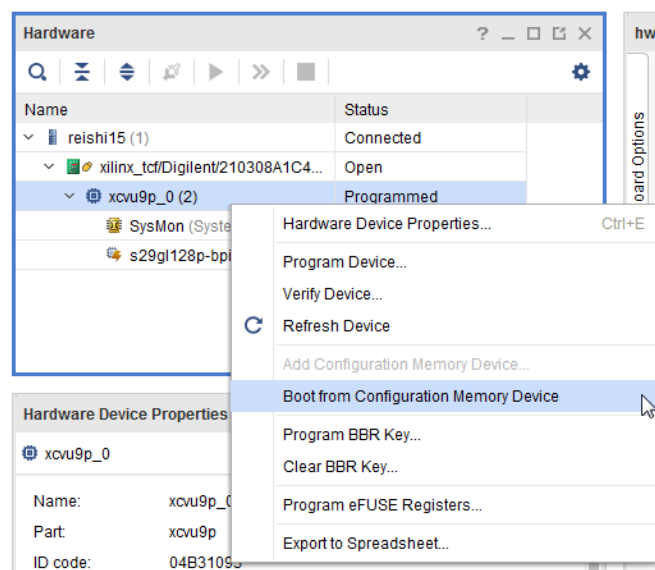 Hardware
hw
Name Status
reishi15 (1) Connected
xilinx_tcf/Digilent/210308A1C4... Open
xcvu9p_0 (2) Programmed
SysMon (Syste
s29gl128p-bpi
oard Options
Hardware Device Properties... Ctrl+E
Program Device...
Verify Device...
Refresh Device
Add Configuration Memory Device...
Boot from Configuration Memory Device
Program BBR Key...
Clear BBR Key...
Program eFUSE Registers...
Export to Spreadsheet...
Hardware Device Properties
xcvu9p_0
Name: xcvu9p_0
Part: xcvu9p
ID code: 04B31093